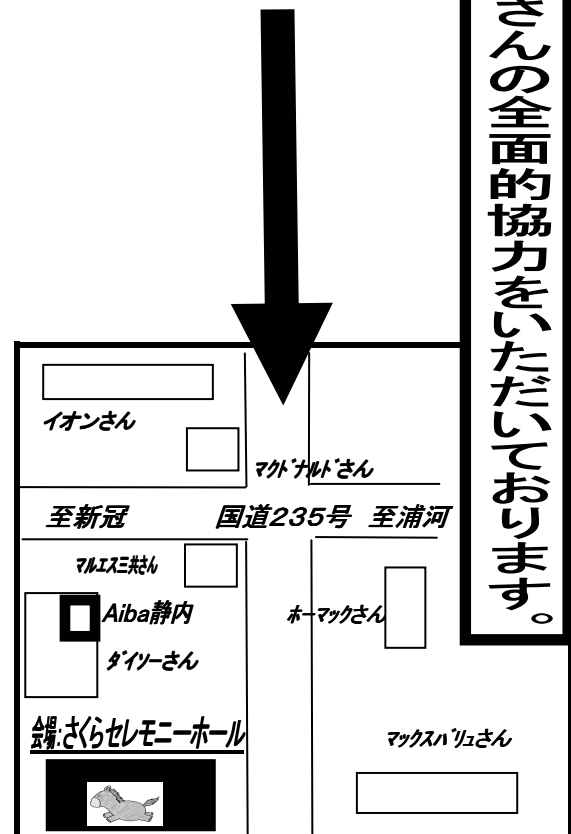 さんの全面的協力をいただいております。
イオンさん
マクドナルドさん
至新冠 国道235号 至浦河
マルエス三共さん
Aiba静内
ホーマックさん
ダイソーさん
会場:さくらセレモニーホール
マックスバリュさん